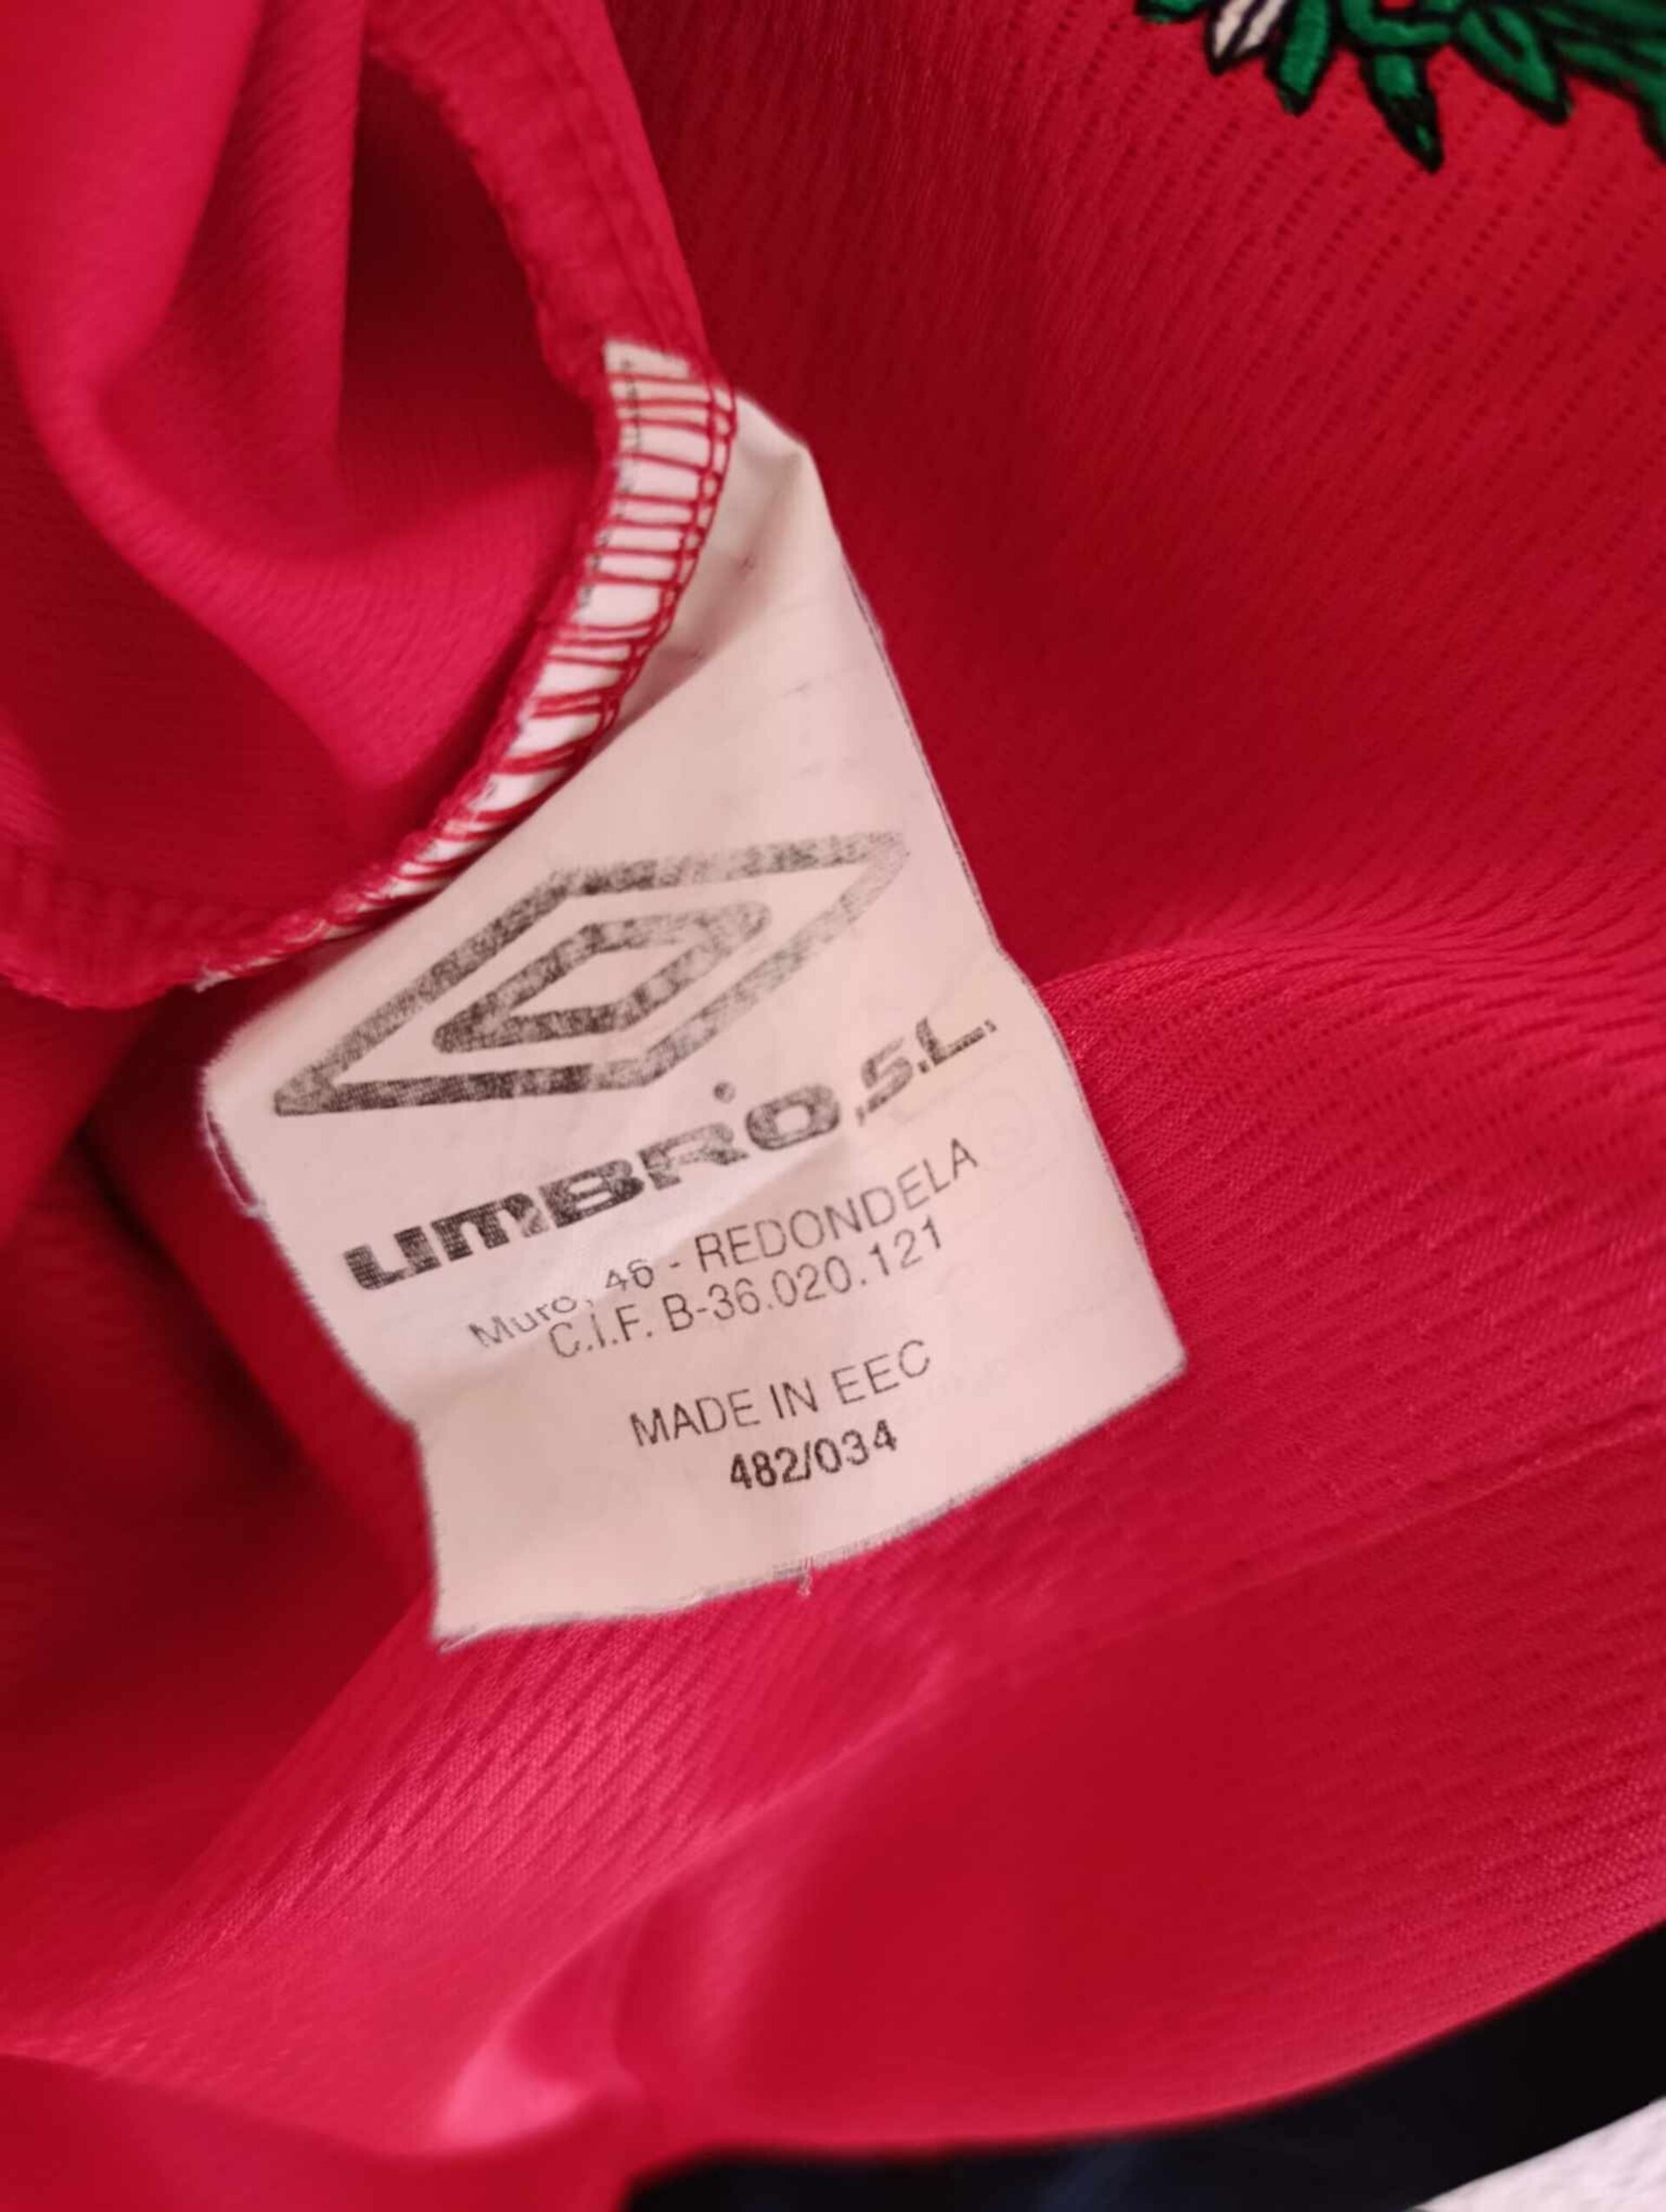 UMBRO, S.L.
Muro, 46 - REDONDELA
C.I.F. B-36.020.121
MADE IN EEC
482/034